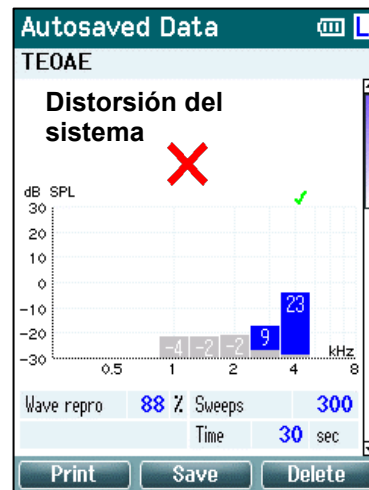 Autosaved Data L
TEOAE
Distorsión del
sistema
dB SPL
30
20
10
0
-10
-20
-30
-4 -2 -2 9 23
kHz
0.5 1 2 4 8
Wave repro 88 % Sweeps 300
Time 30 sec
Print Save Delete